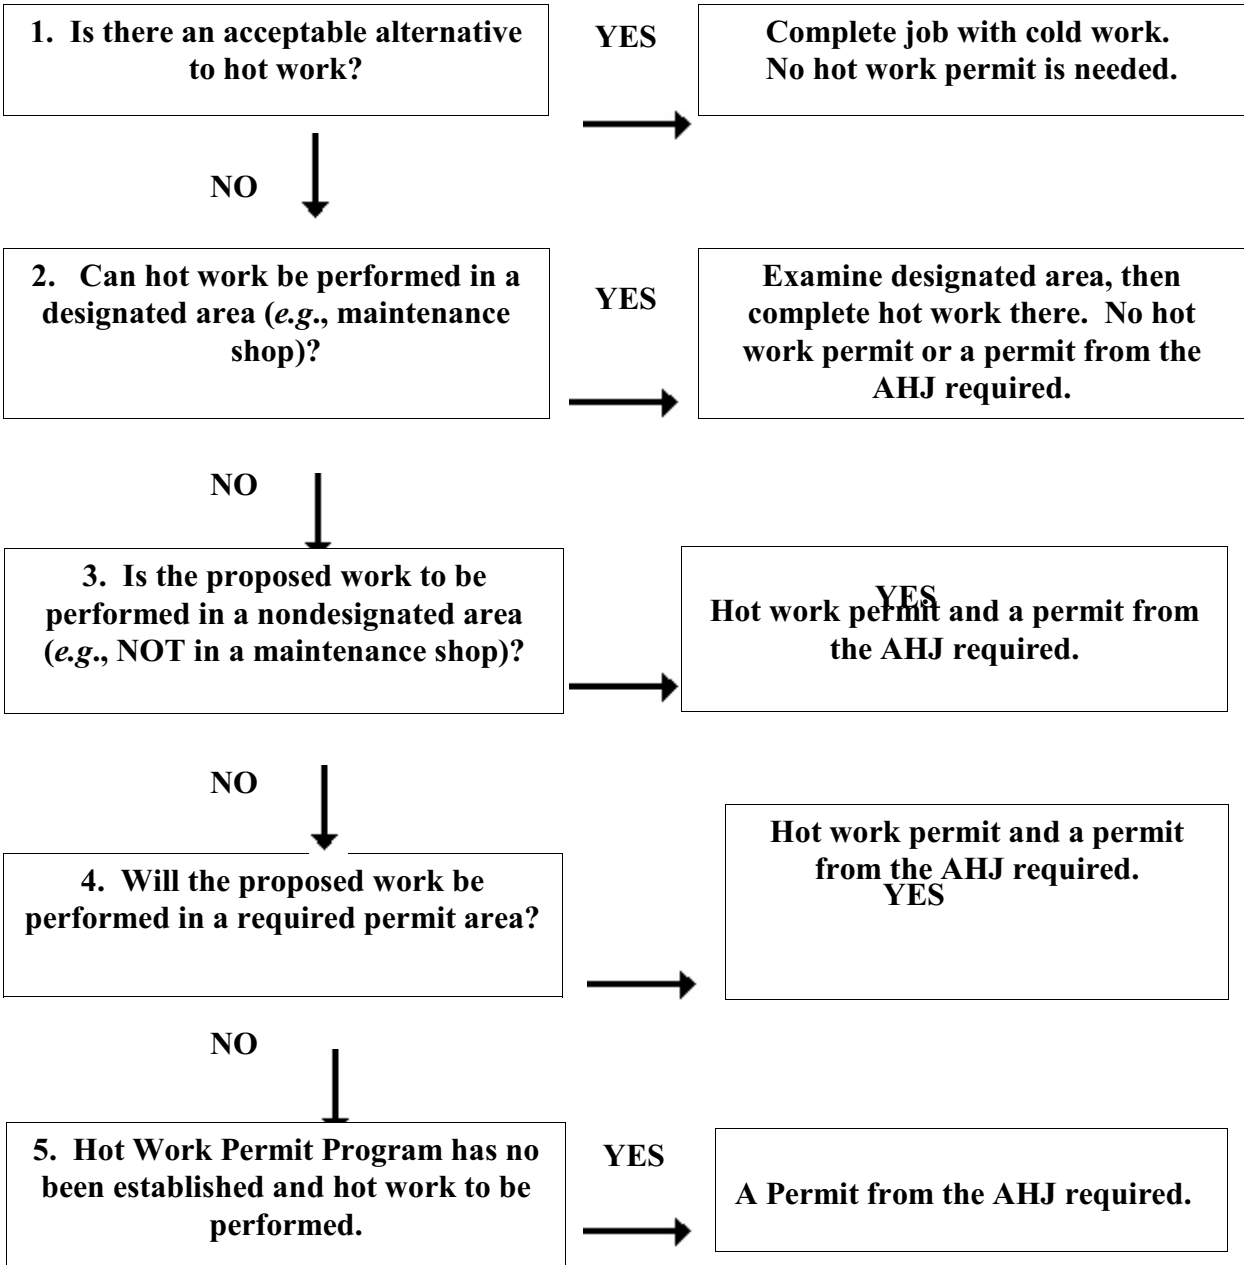 1. Is there an acceptable alternative
to hot work?
YES
Complete job with cold work.
No hot work permit is needed.
NO
2. Can hot work be performed in a
designated area (e.g., maintenance
shop)?
YES
Examine designated area, then
complete hot work there. No hot
work permit or a permit from the
AHJ required.
NO
3. Is the proposed work to be
performed in a nondesignated area
(e.g., NOT in a maintenance shop)?
YES
Hot work permit and a permit from
the AHJ required.
NO
4. Will the proposed work be
performed in a required permit area?
Hot work permit and a permit
from the AHJ required.
YES
NO
5. Hot Work Permit Program has no
been established and hot work to be
performed.
YES
A Permit from the AHJ required.